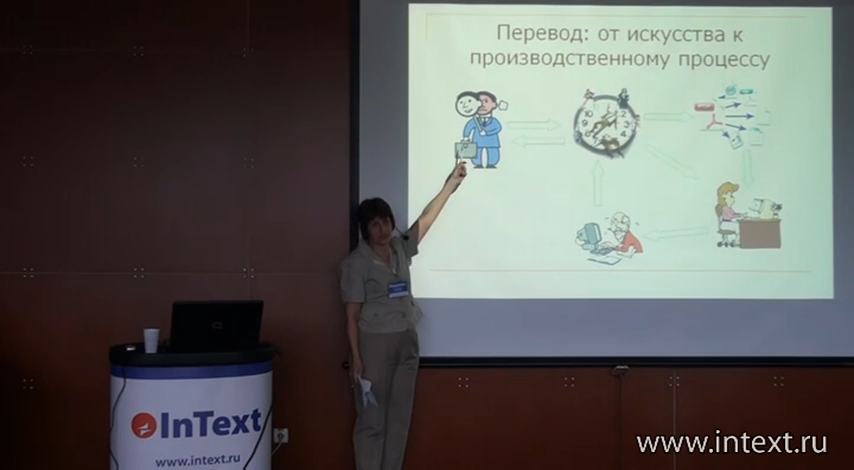 Перевод: от искусства к
производственному процессу
InText
www.intext.ru
www.intext.ru